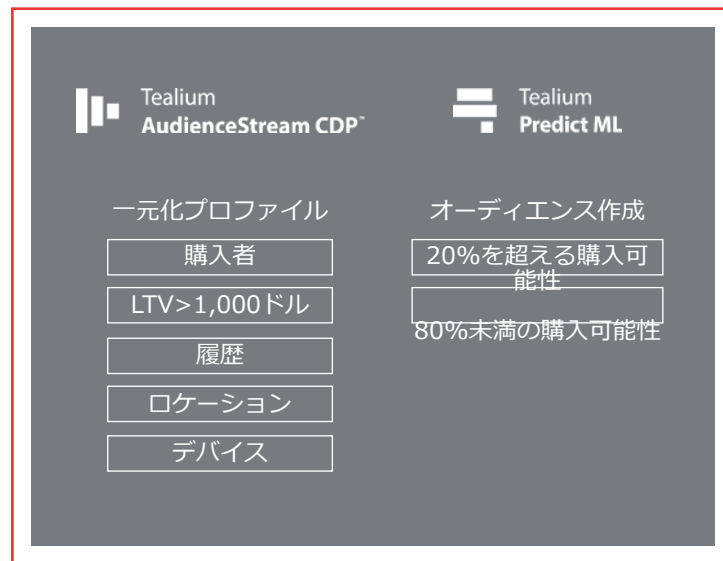 Tealium
AudienceStream CDP™
一元化プロファイル
購入者
LTV>1,000ドル
履歴
ロケーション
デバイス
Tealium
Predict ML
オーディエンス作成
20%を超える購入可
能性
80%未満の購入可能性